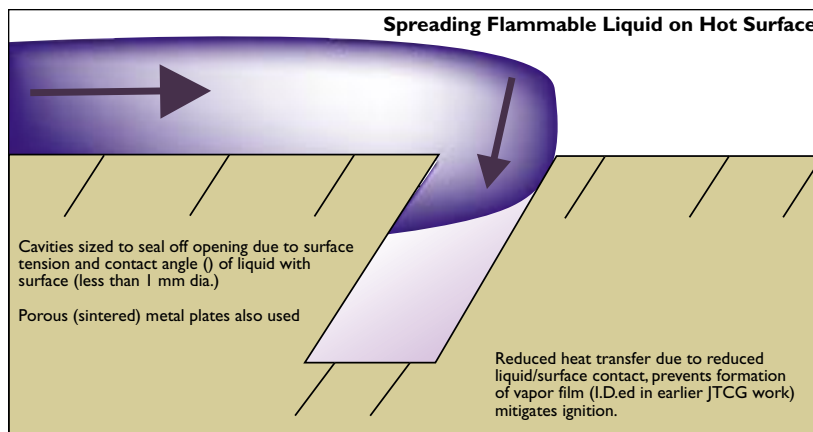 Spreading Flammable Liquid on Hot Surface
Cavities sized to seal off opening due to surface
tension and contact angle () of liquid with
surface (less than 1 mm dia.)
Porous (sintered) metal plates also used
Reduced heat transfer due to reduced
liquid/surface contact, prevents formation
of vapor film (I.D.ed in earlier JTCG work)
mitigates ignition.